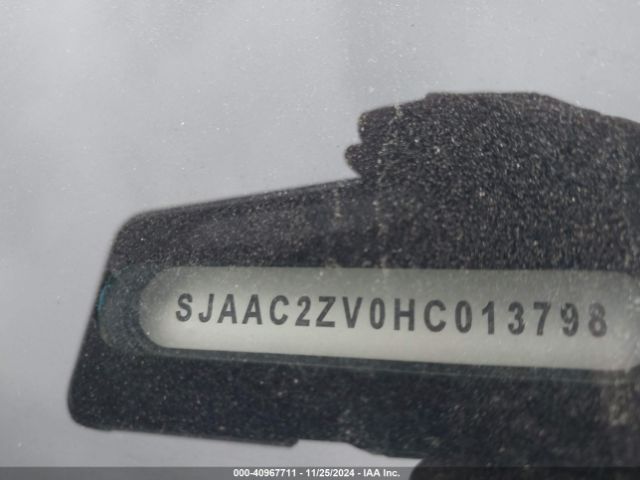 SJAAC2ZV0HC013798
000-40967711 - 11/25/2024 - IAA Inc.